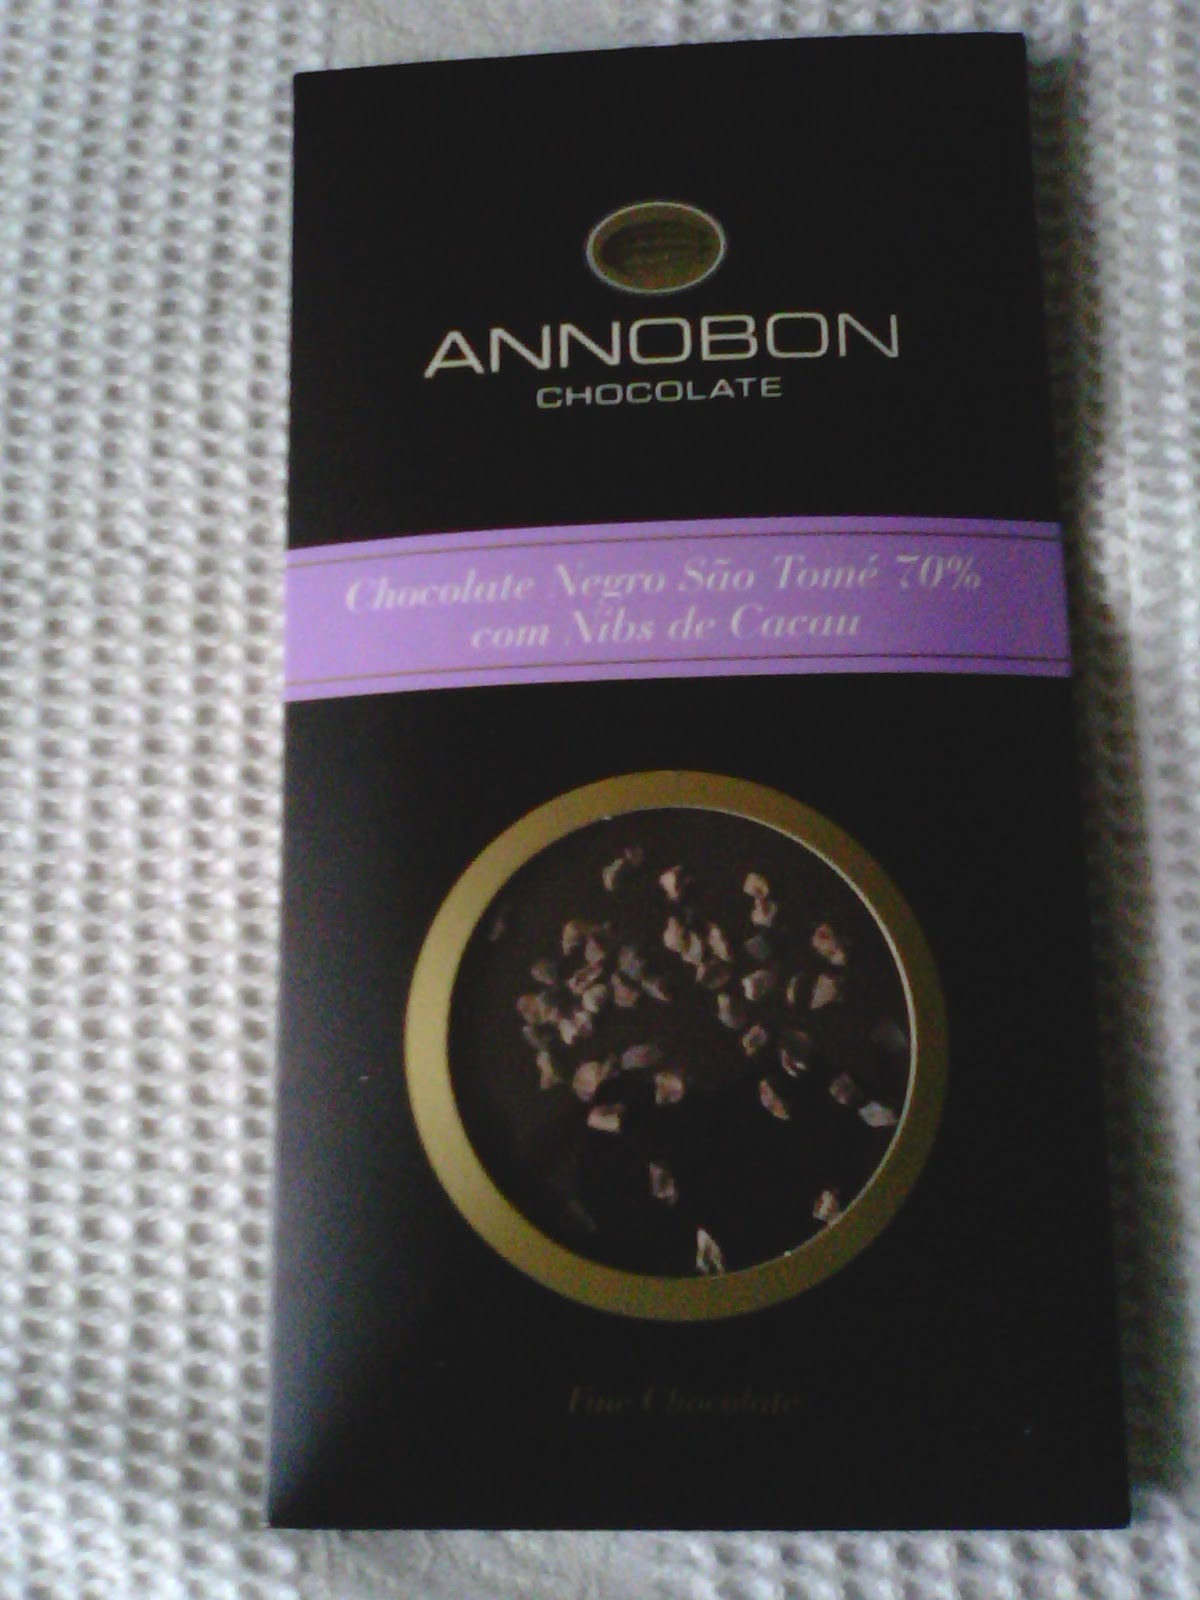 ANNOBON
CHOCOLATE
Chocolate Negro São Tomé 70%
com Nibs de Cacau
Fine Chocolate